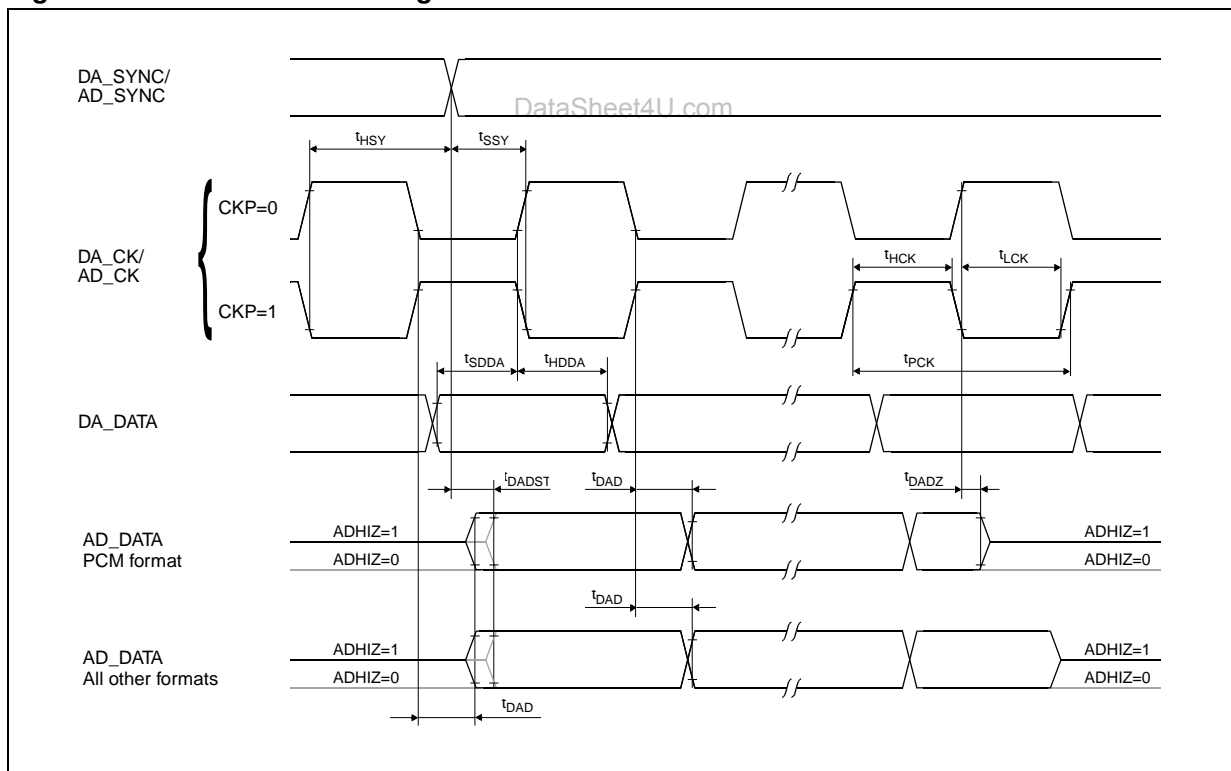 DA_SYNC/
AD_SYNC
DataSheet4U.com
tHSY
tSSY
CKP=0
DA_CK/
AD_CK
tHCK
tLCK
CKP=1
tSDDA
tHDDA
tPCK
DA_DATA
tDADST
tDAD
tDADZ
ADHIZ=1
ADHIZ=1
AD_DATA
PCM format
ADHIZ=0
ADHIZ=0
tDAD
ADHIZ=1
ADHIZ=1
AD_DATA
All other formats
ADHIZ=0
ADHIZ=0
tDAD